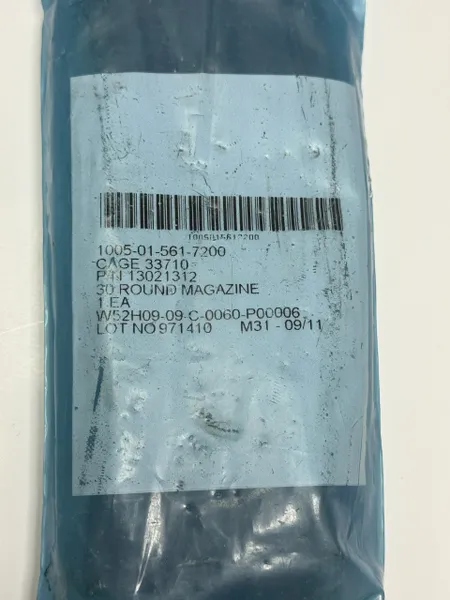 1005015617200
1005-01-561-7200
CAGE 33710
P/N 13021312
30 ROUND MAGAZINE
1 EA
W52H09-09-C-0060-P00006
LOT NO 971410 M31 - 09/11